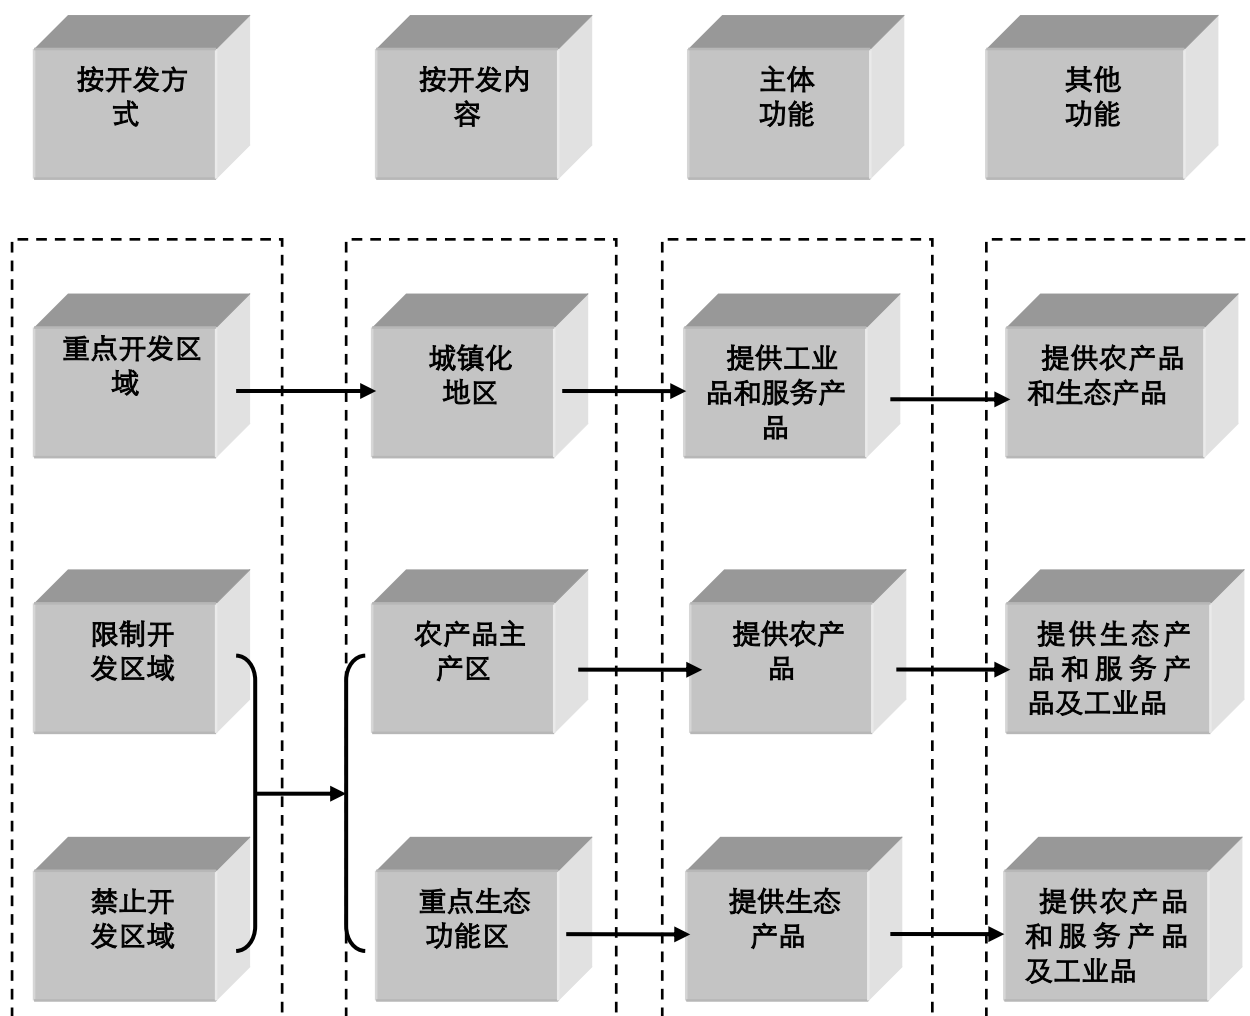 按开发方
式
按开发内
容
主体
功能
其他
功能
重点开发区
域
城镇化
地区
提供工业
品和服务产
品
提供农产品
和生态产品
限制开
发区域
农产品主
产区
提供农产
品
提供生态产
品和服务产
品及工业品
禁止开
发区域
重点生态
功能区
提供生态
产品
提供农产品
和服务产品
及工业品